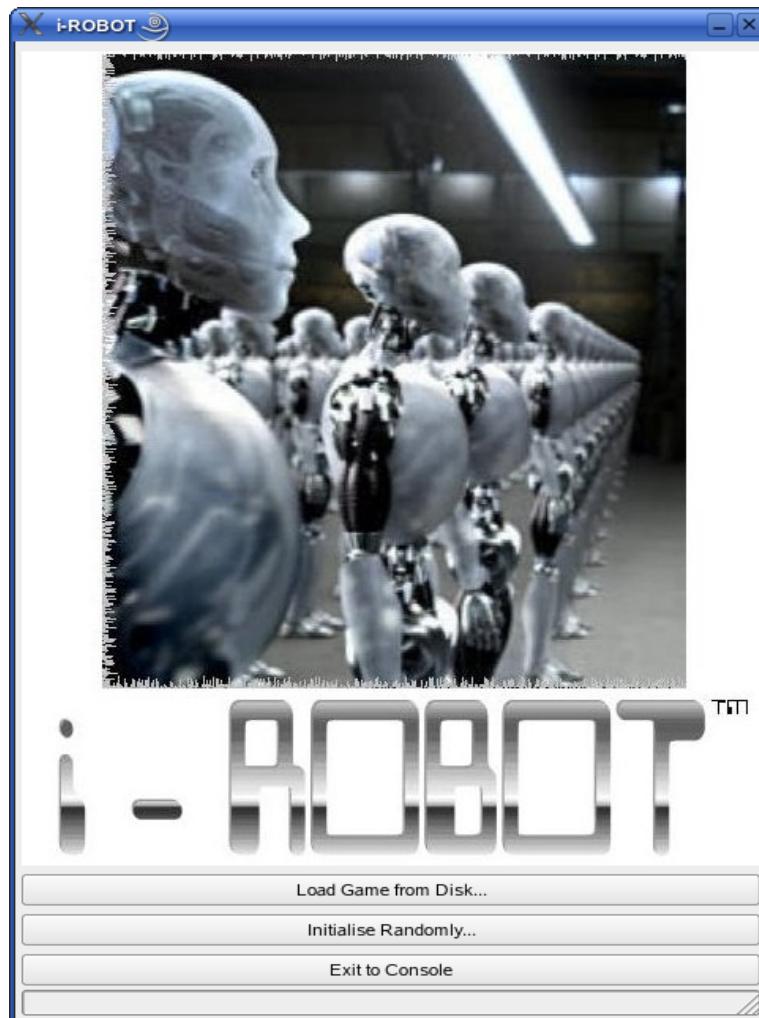 i-ROBOT
i-ROBOT TM
Load Game from Disk...
Initialise Randomly...
Exit to Console